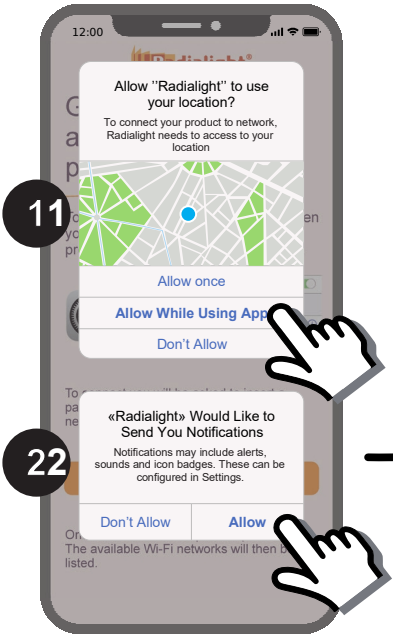 12:00
Allow ''Radialight'' to use
your location?
To connect your product to network,
Radialight needs to access to your
location
11
Allow once
Allow While Using App
Don't Allow
«Radialight» Would Like to
Send You Notifications
Notifications may include alerts,
sounds and icon badges. These can be
configured in Settings.
22
Don't Allow Allow
The available Wi-Fi networks will then
listed.